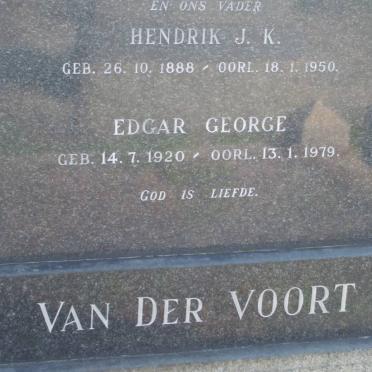 EN ONS VADER
HENDRIK J. K.
GEB. 26. 10. 1888 - OORL. 18. 1. 1950.
EDGAR GEORGE
GEB. 14. 7. 1920 - OORL. 13. 1. 1979.
GOD IS LIEFDE.
VAN DER VOORT